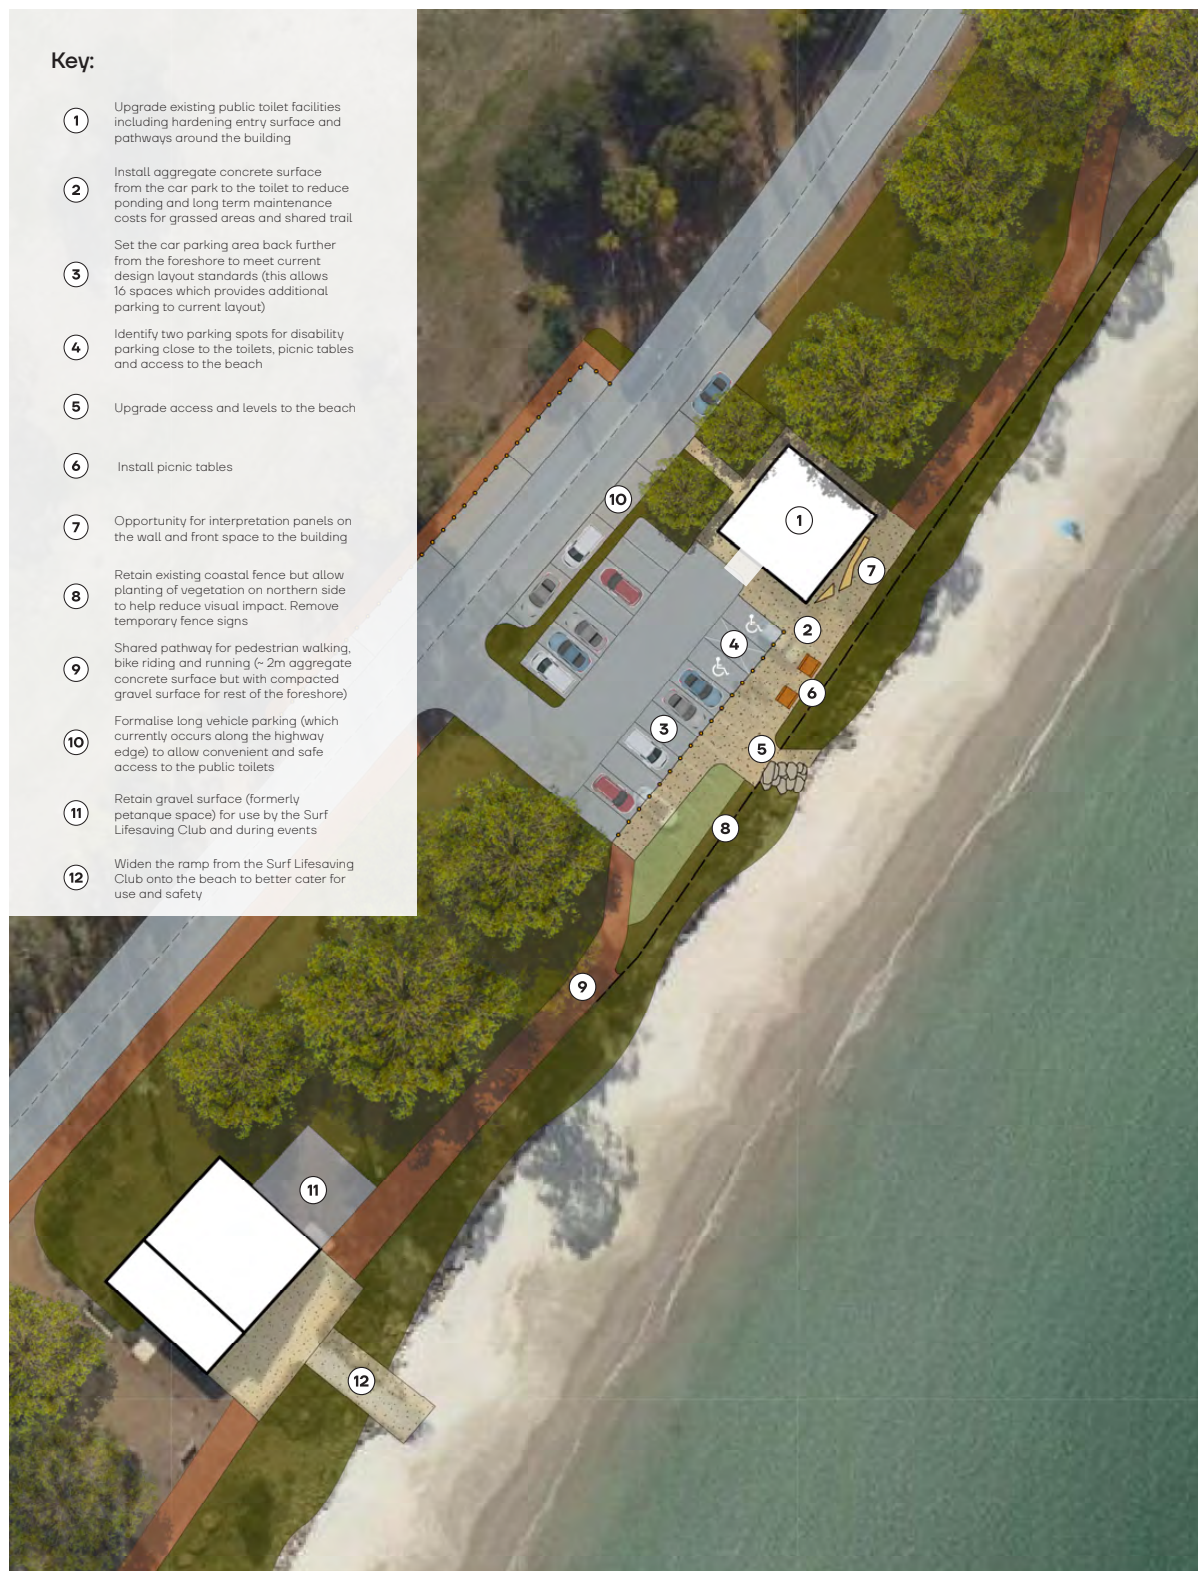 Key:
1
Upgrade existing public toilet facilities
including hardening entry surface and
pathways around the building
2
Install aggregate concrete surface
from the car park to the toilet to reduce
ponding and long term maintenance
costs for grassed areas and shared trail
3
Set the car parking area back further
from the foreshore to meet current
design layout standards (this allows
16 spaces which provides additional
parking to current layout)
4
Identify two parking spots for disability
parking close to the toilets, picnic tables
and access to the beach
5
Upgrade access and levels to the beach
6
Install picnic tables
7
Opportunity for interpretation panels on
the wall and front space to the building
8
Retain existing coastal fence but allow
planting of vegetation on northern side
to help reduce visual impact. Remove
temporary fence signs
9
Shared pathway for pedestrian walking,
bike riding and running (~ 2m aggregate
concrete surface but with compacted
gravel surface for rest of the foreshore)
10
Formalise long vehicle parking (which
currently occurs along the highway
edge) to allow convenient and safe
access to the public toilets
11
Retain gravel surface (formerly
petanque space) for use by the Surf
Lifesaving Club and during events
12
Widen the ramp from the Surf Lifesaving
Club onto the beach to better cater for
use and safety
10
1
7
2
4
6
3
5
8
9
11
12